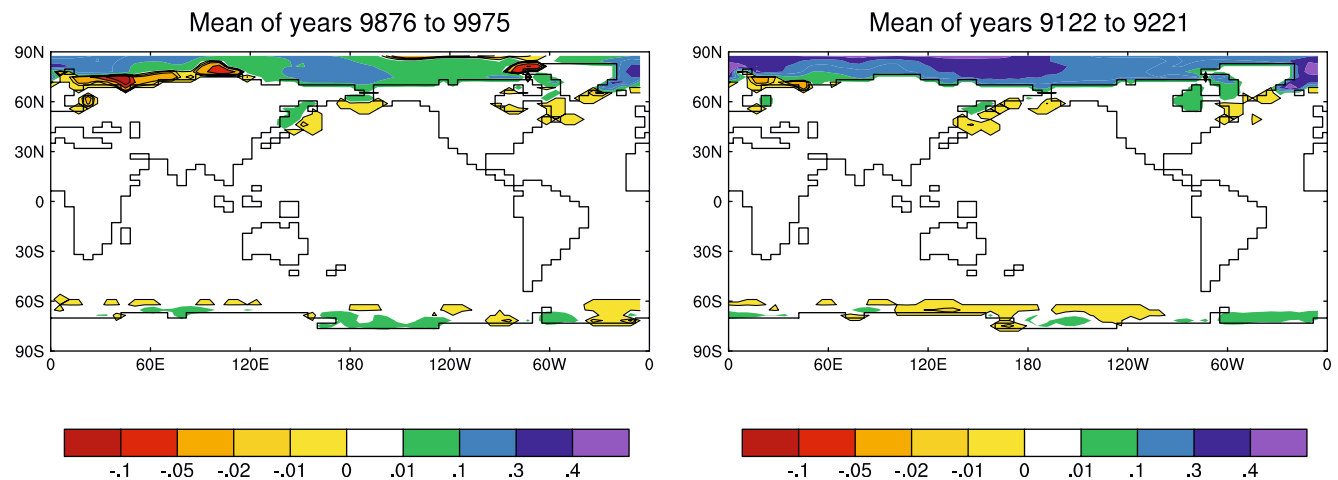 Mean of years 9876 to 9975
90N
60N
30N
0
30S
60S
90S
0 60E 120E 180 120W 60W 0
-.1 -.05 -.02 -.01 0 .01 .1 .3 .4
Mean of years 9122 to 9221
90N
60N
30N
0
30S
60S
90S
0 60E 120E 180 120W 60W 0
-.1 -.05 -.02 -.01 0 .01 .1 .3 .4